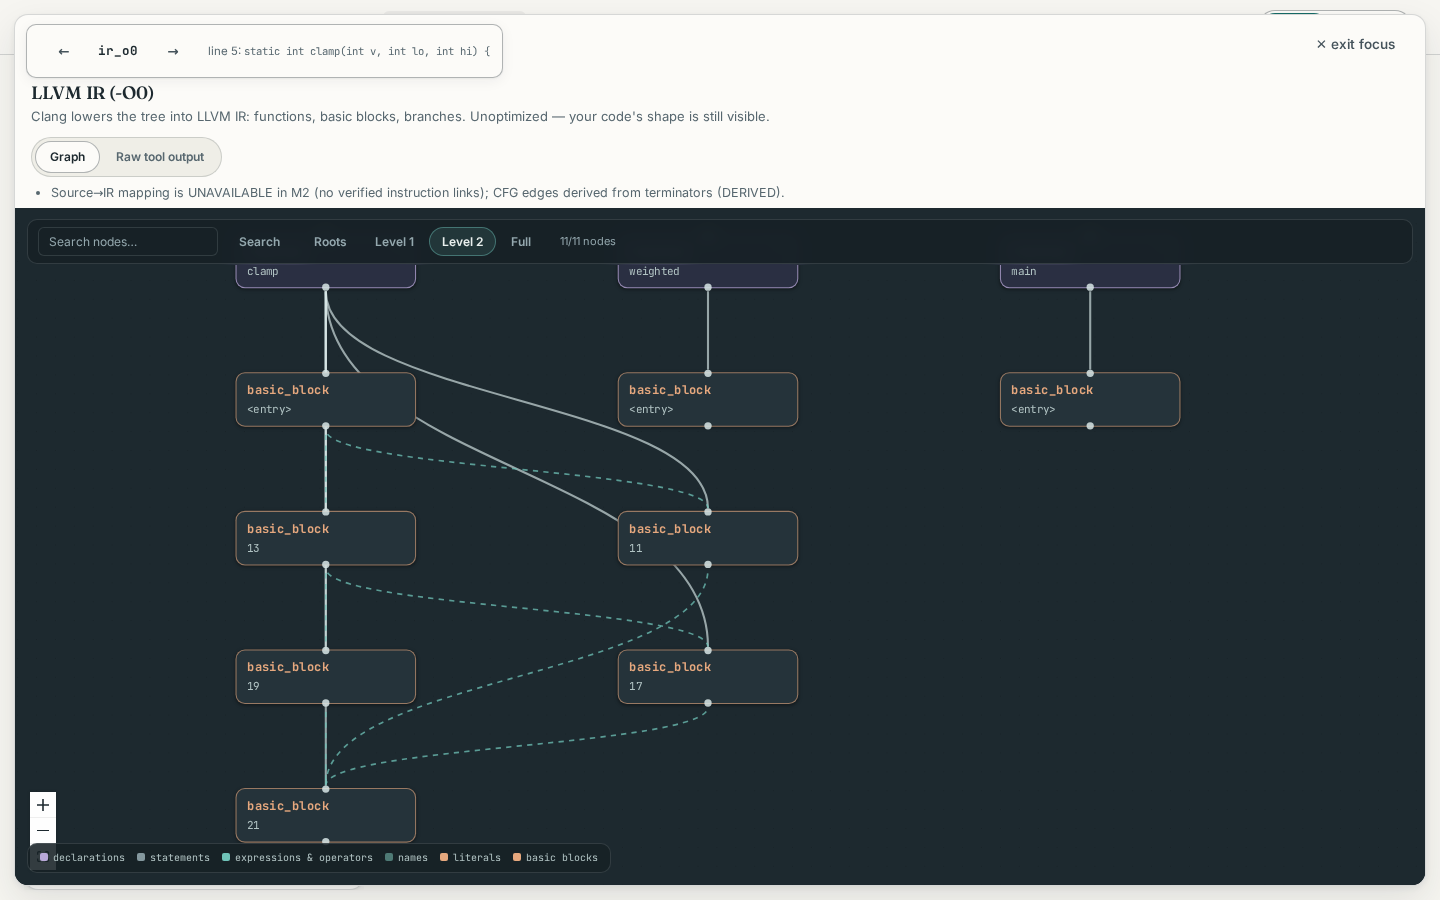 ← ir_o0 → line 5: static int clamp(int v, int lo, int hi) {
× exit focus
LLVM IR (-O0)
Clang lowers the tree into LLVM IR: functions, basic blocks, branches. Unoptimized — your code's shape is still visible.
Graph Raw tool output
• Source→IR mapping is UNAVAILABLE in M2 (no verified instruction links); CFG edges derived from terminators (DERIVED).
Search nodes... Search Roots Level 1 Level 2 Full 11/11 nodes
clamp weighted main
basic_block basic_block basic_block
<entry> <entry> <entry>
basic_block basic_block
13 11
basic_block basic_block
19 17
basic_block
21
+
−
declarations statements expressions & operators names literals basic blocks